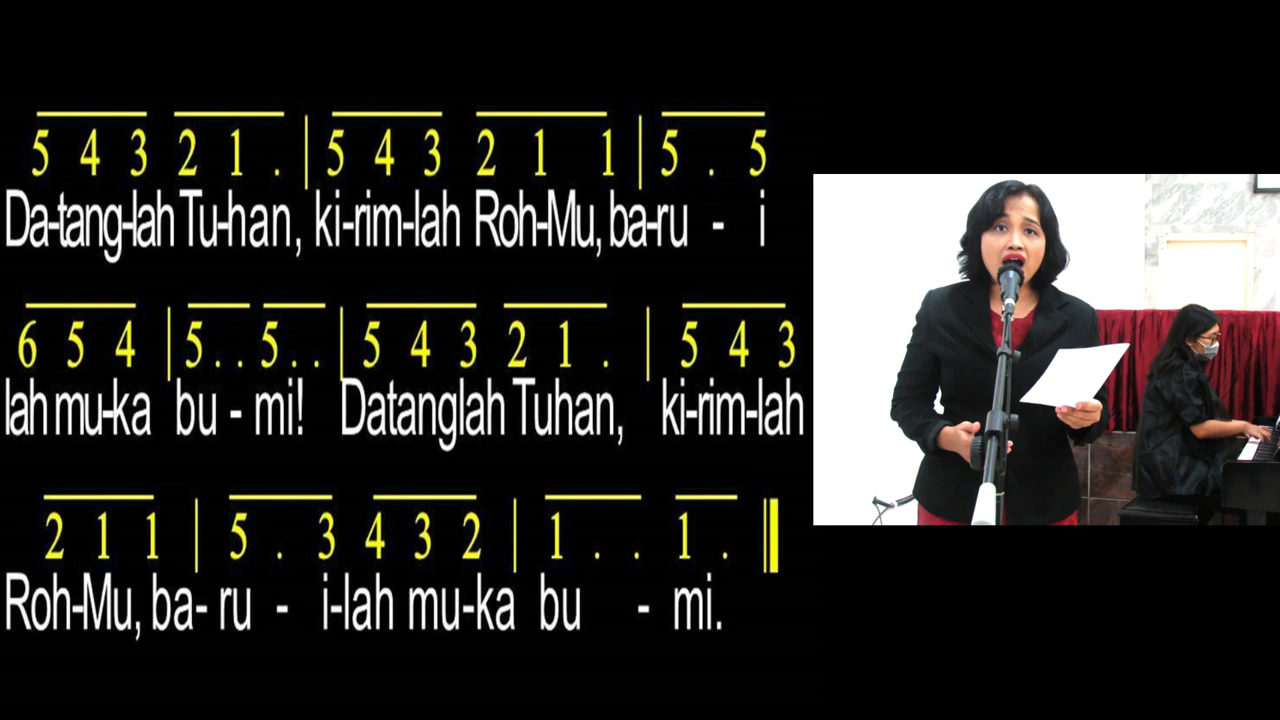 5 4 3 2 1 . | 5 4 3 2 1 1 | 5 . 5
Da-tang-lah Tu-han, ki-rim-lah Roh-Mu, ba-ru - i
6 5 4 | 5 . . 5 . . | 5 4 3 2 1 . | 5 4 3
lah mu-ka bu - mi! Datanglah Tuhan, ki-rim-lah
2 1 1 | 5 . 3 4 3 2 | 1 . . 1 . ||
Roh-Mu, ba- ru - i-lah mu-ka bu - mi.